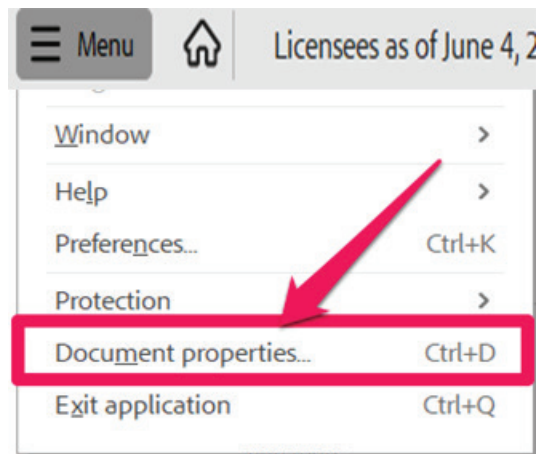 Menu
Licensees as of June 4, 2
Window
Help
Preferences... Ctrl+K
Protection
Document properties... Ctrl+D
Exit application Ctrl+Q